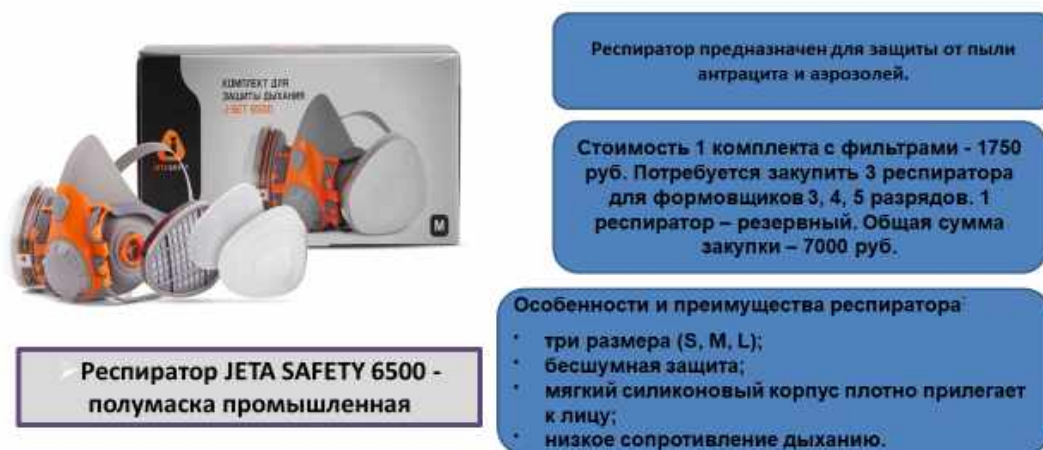 КОМПЛЕКТ ДЛЯ
ЗАЩИТЫ ДЫХАНИЯ
6500
M
Респиратор JETA SAFETY 6500 -
полумаска промышленная
Респиратор предназначен для защиты от пыли
антрацита и аэрозолей.
Стоимость 1 комплекта с фильтрами - 1750
руб. Потребуется закупить 3 респиратора
для формовщиков 3, 4, 5 разрядов. 1
респиратор – резервный. Общая сумма
закупки – 7000 руб.
Особенности и преимущества респиратора
• три размера (S, M, L);
• бесшумная защита;
• мягкий силиконовый корпус плотно прилегает
к лицу;
• низкое сопротивление дыханию.